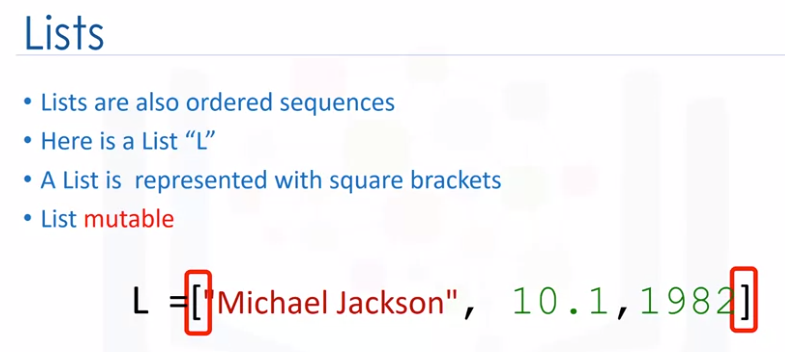 Lists
• Lists are also ordered sequences
• Here is a List “L”
• A List is represented with square brackets
• List mutable
L =["Michael Jackson", 10.1,1982]